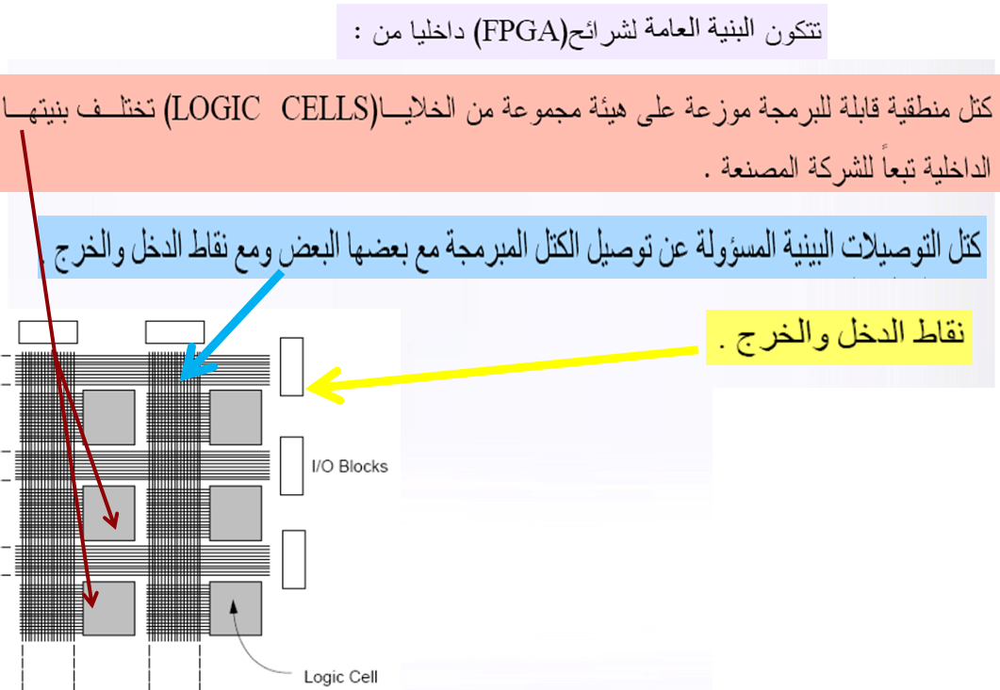 تتكون البنية العامة لشرائح(FPGA) داخليا من :
كتل منطقية قابلة للبرمجة موزعة على هيئة مجموعة من الخلايـــا(LOGIC CELLS) تختلـــف بنيتهـــا
الداخلية تبعاً للشركة المصنعة .
كتل التوصيلات البينية المسؤولة عن توصيل الكتل المبرمجة مع بعضها البعض ومع نقاط الدخل والخرج .
نقاط الدخل والخرج .
I/O Blocks
Logic Cell